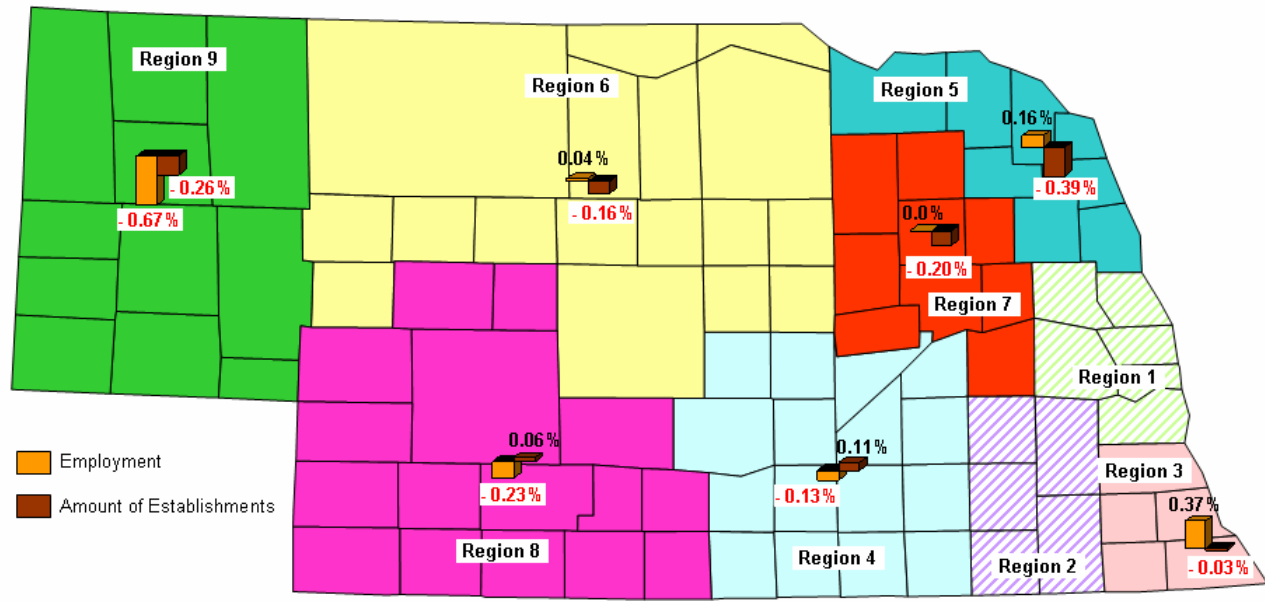 Region 9
Region 6
Region 5
0.16 %
0.04 %
- 0.26 %
- 0.39 %
- 0.67 %
- 0.16 %
0.0 %
- 0.20 %
Region 7
Region 1
0.06 %
0.11 %
Employment
Region 3
- 0.23 %
- 0.13 %
0.37 %
Amount of Establishments
Region 8
Region 4
Region 2
- 0.03 %